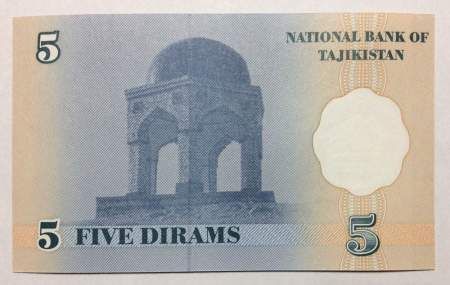 5
NATIONAL BANK OF
TAJIKISTAN
5 FIVE DIRAMS
5